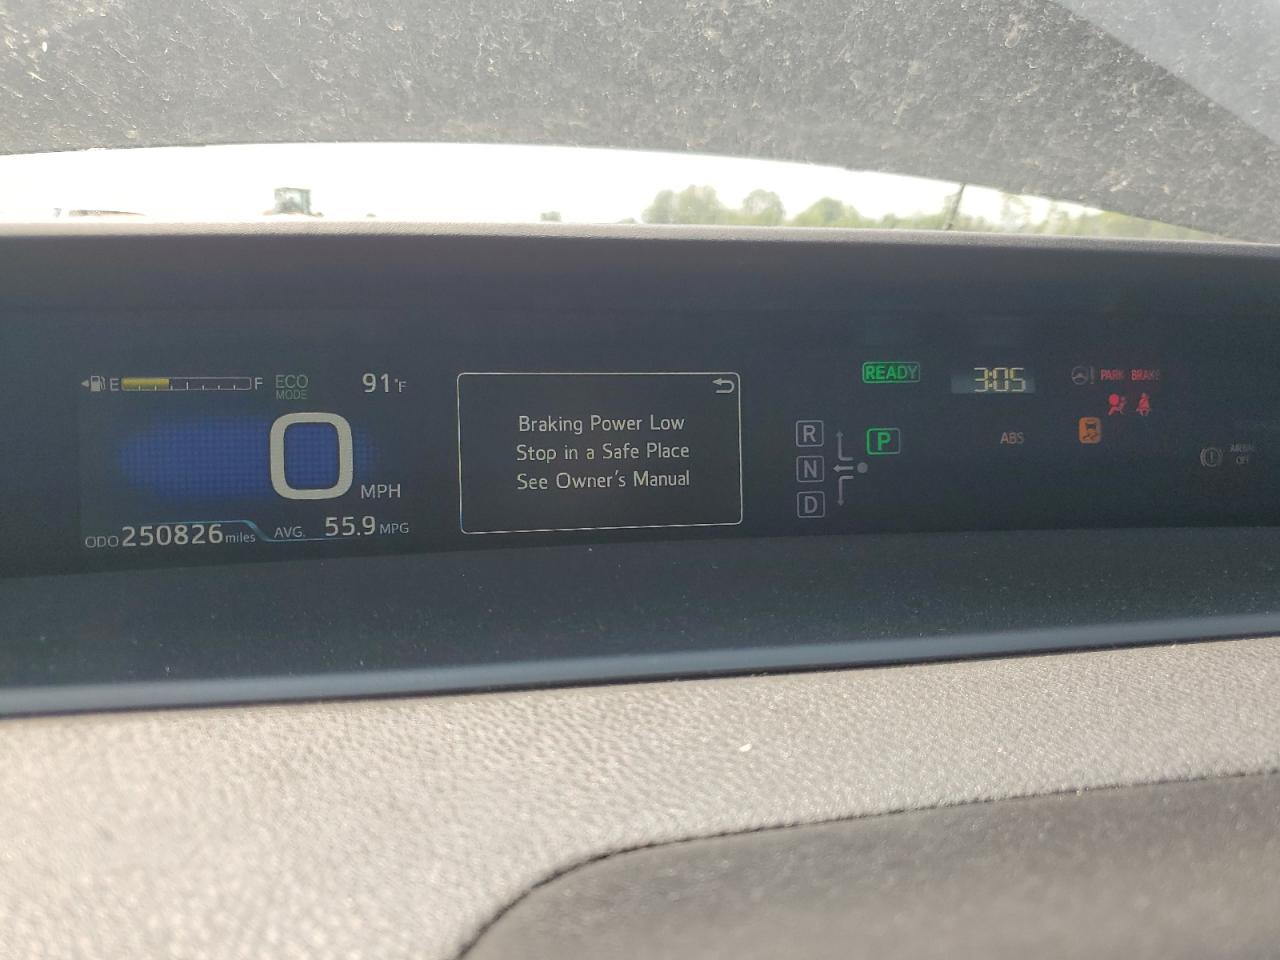 E F
ECO
MODE
91°F
0 MPH
ODO 250826 miles
AVG. 55.9 MPG
Braking Power Low
Stop in a Safe Place
See Owner's Manual
READY
R
N
D
P
3:05
PARK BRAKE
ABS
OFF